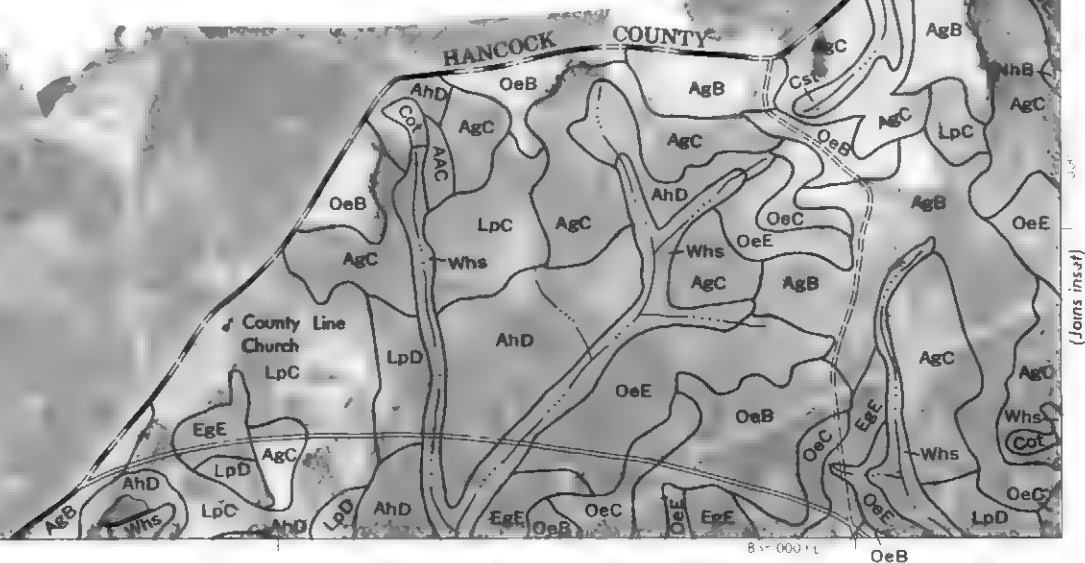 HANCOCK COUNTY
AgB
AgC
OeB
AgB
Cst
NhB
AhD
AgC
Cot
AgC
AgC
AgC
LpC
OeB
AAC
AhD
AgB
OeB
OeC
OeE
LpC
AgC
OeE
Whs
Whs
AgC
AgC
AgB
(Joins inset)
County Line
Church
AhD
LpD
AgC
LpC
AgC
OeE
OeB
EgE
Whs
EgE
Cot
AgC
OeC
Whs
LpD
AhD
OeC
AgB
Whs
LpC
AhD
LpD
AhD
EgE
OeB
OeC
OeE
EgE
OeE
LpD
OeB